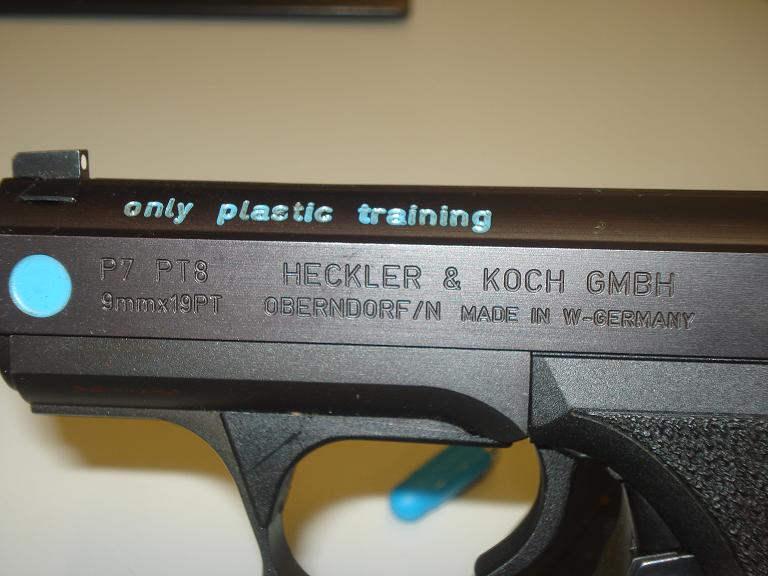 only plastic training
P7 PT8
9mmx19PT
HECKLER & KOCH GMBH
OBERNDORF/N MADE IN W-GERMANY